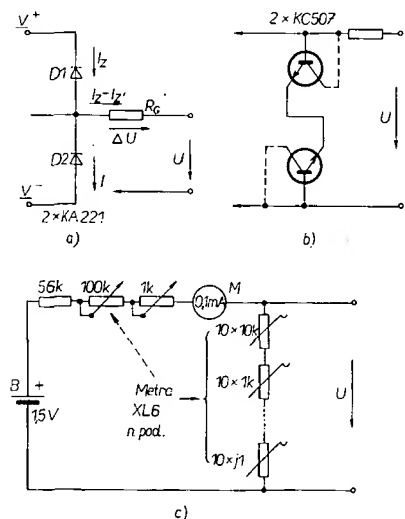 V+
D1
Iz
Iz-Iz'
RG
ΔU
U
D2
I
V-
2×KA221
a)
2 × KC507
U
b)
56k
100k
1k
0,1mA
M
B
+
1,5V
Metra
XL6
n. pod.
10×10k
10×1k
10×j1
U
c)